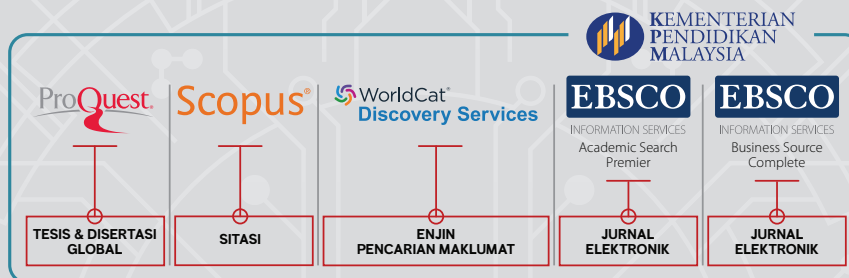 KEMENTERIAN
PENDIDIKAN
MALAYSIA
ProQuest.
Scopus®
WorldCat®
Discovery Services
EBSCO
INFORMATION SERVICES
Academic Search
Premier
EBSCO
INFORMATION SERVICES
Business Source
Complete
TESIS & DISERTASI
GLOBAL
SITASI
ENJIN
PENCARIAN MAKLUMAT
JURNAL
ELEKTRONIK
JURNAL
ELEKTRONIK